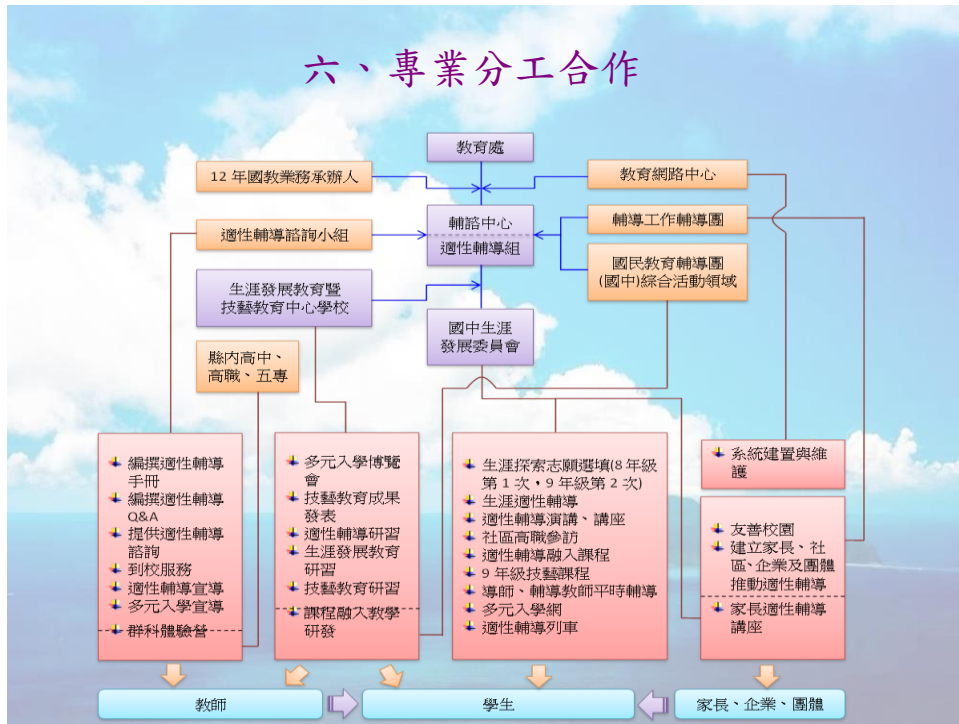 六、專業分工合作
教育處
12 年國教業務承辦人
教育網路中心
適性輔導諮詢小組
輔諮中心
適性輔導組
輔導工作輔導團
國民教育輔導團
(國中)綜合活動領域
生涯發展教育暨
技藝教育中心學校
國中生涯
發展委員會
縣內高中、
高職、五專
編撰適性輔導
手冊
編撰適性輔導
Q&A
提供適性輔導
諮詢
到校服務
適性輔導宣導
多元入學宣導
群科體驗營
多元入學博覽
會
技藝教育成果
發表
適性輔導研習
生涯發展教育
研習
技藝教育研習
課程融入教學
研發
生涯探索志願選填(8 年級
第 1 次，9 年級第 2 次)
生涯適性輔導
適性輔導演講、講座
社區高職參訪
適性輔導融入課程
9 年級技藝課程
導師、輔導教師平時輔導
多元入學網
適性輔導列車
系統建置與維
護
友善校園
建立家長、社
區、企業及團體
推動適性輔導
家長適性輔導
講座
教師
學生
家長、企業、團體